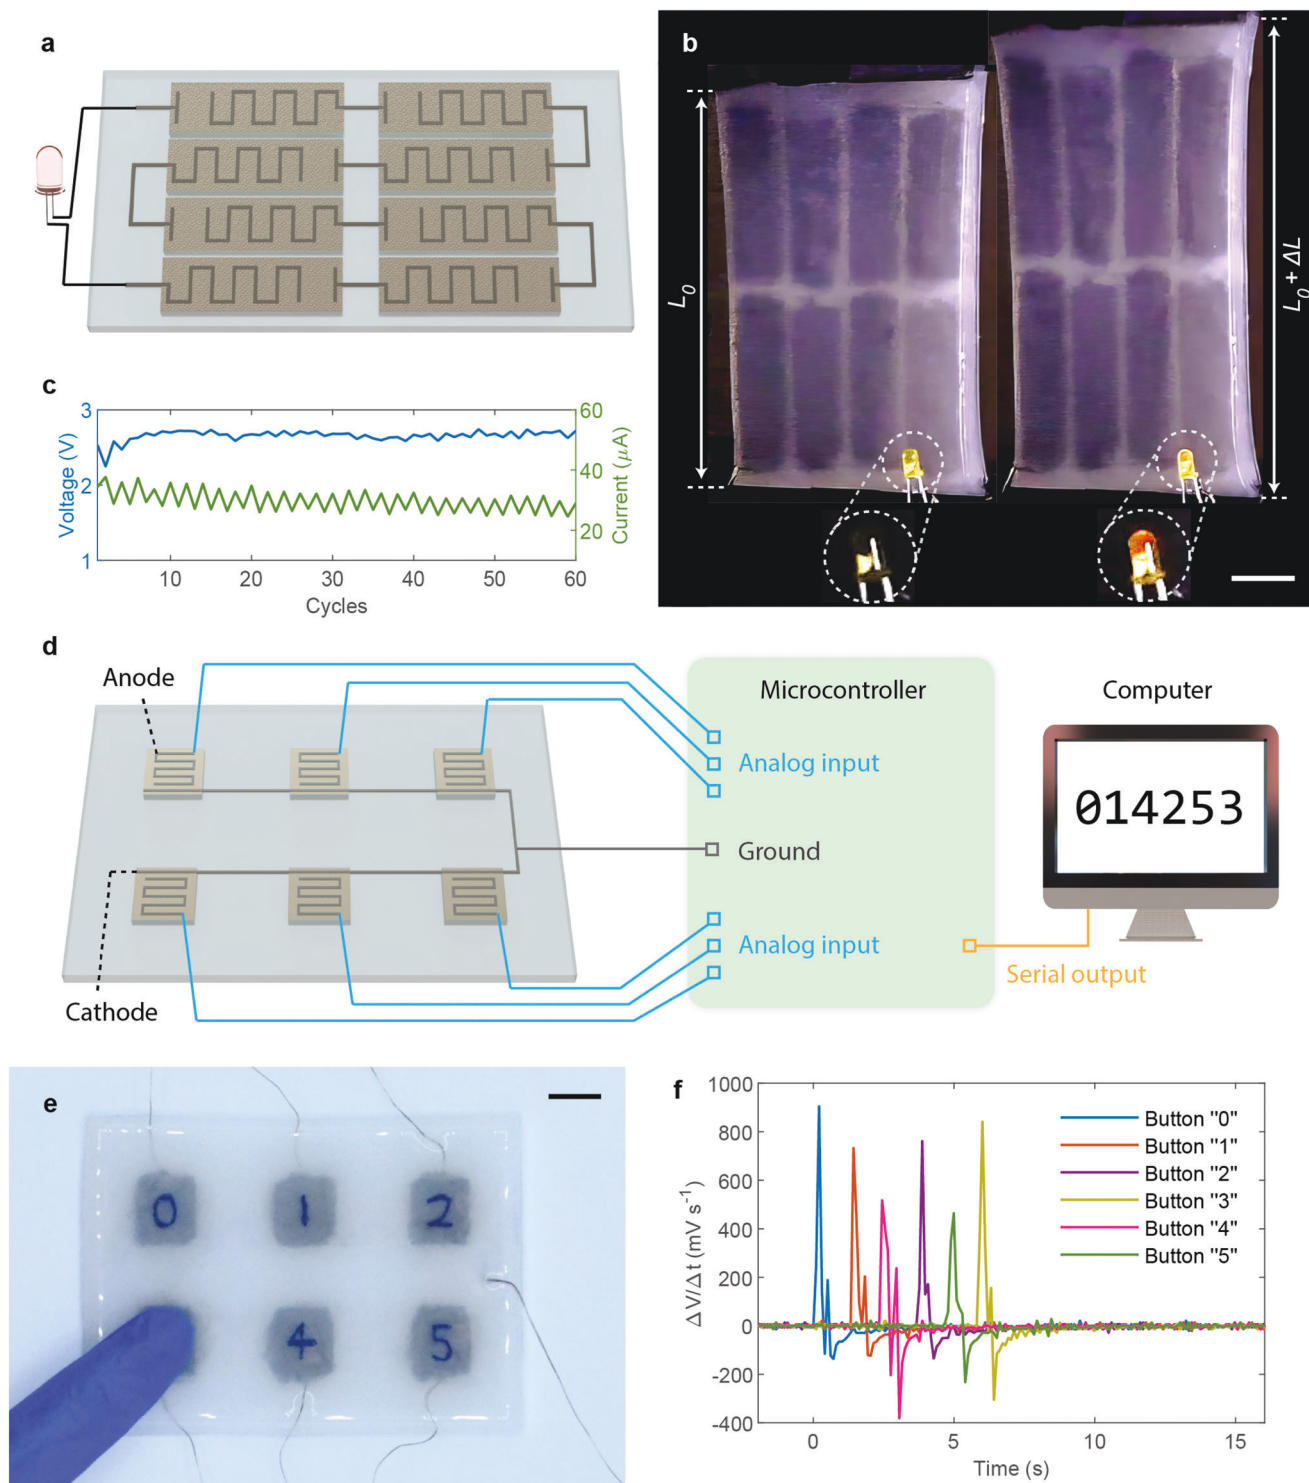 a
b
L₀
L₀ + ΔL
c
Voltage (V)
3
2
1
60
40
20
Current (μA)
10 20 30 40 50 60
Cycles
d
Anode
Cathode
Microcontroller
Analog input
Ground
Analog input
Serial output
Computer
014253
e
0 1 2
4 5
f
ΔV/Δt (mV s⁻¹)
1000
800
600
400
200
0
-200
-400
0 5 10 15
Time (s)
Button "0"
Button "1"
Button "2"
Button "3"
Button "4"
Button "5"